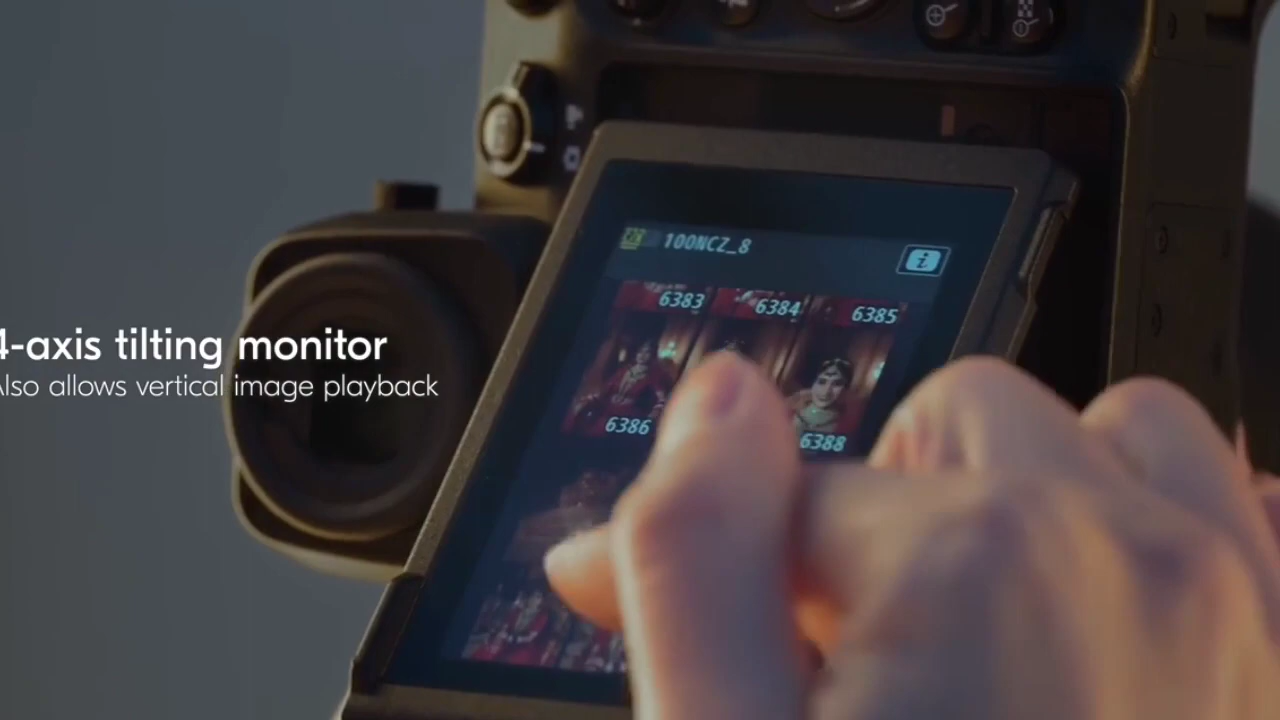 100NCZ_8
i
6383 6384 6385
4-axis tilting monitor
Also allows vertical image playback
6386 6388